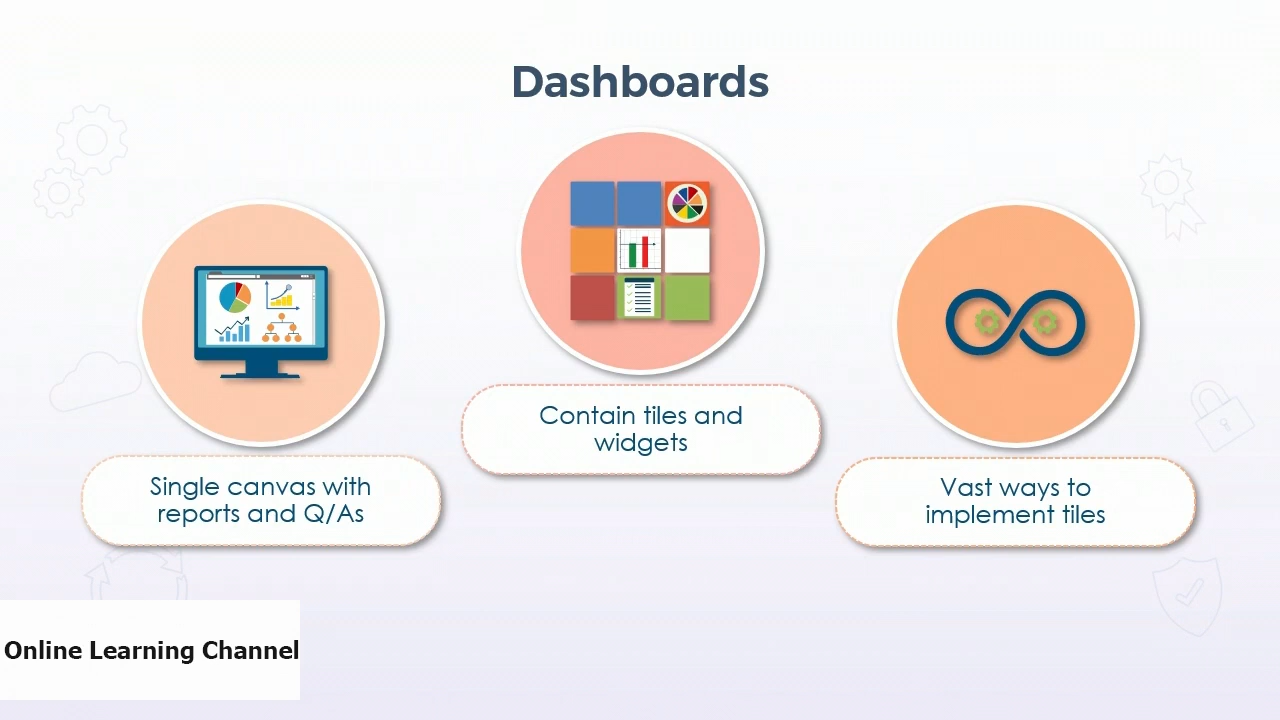 Dashboards
Contain tiles and
widgets
Single canvas with
reports and Q/As
Vast ways to
implement tiles
Online Learning Channel